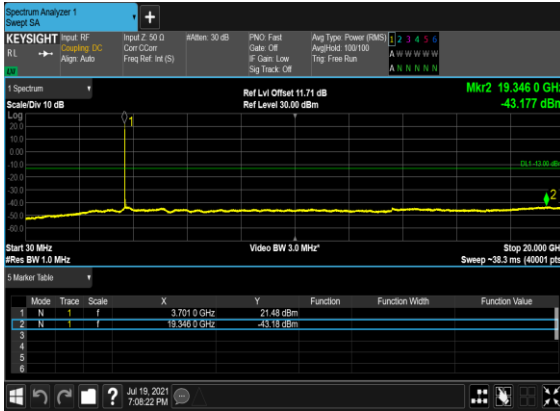 Spectrum Analyzer 1
Swept SA
+
KEYSIGHT Input: RF Input Z: 50 Ω #Atten: 30 dB PNO: Fast Avg Type: Power (RMS) 1 2 3 4 5 6
RL Coupling: DC Corr CCorr Gate: Off Avg|Hold: 100/100 A W W W W W
Align: Auto Freq Ref: Int (S) IF Gain: Low Trig: Free Run
Sig Track: Off A N N N N N
1 Spectrum Ref Lvl Offset 11.71 dB Mkr2 19.346 0 GHz
Scale/Div 10 dB Ref Level 30.00 dBm -43.177 dBm
Log
20.0 1
10.0
0.00
-10.0 DL1 -13.00 dBm
-20.0
-30.0
-40.0 2
-50.0
-60.0
Start 30 MHz Video BW 3.0 MHz* Stop 20.000 GHz
#Res BW 1.0 MHz Sweep ~38.3 ms (40001 pts)
5 Marker Table
Mode Trace Scale X Y Function Function Width Function Value
1 N 1 f 3.701 0 GHz 21.48 dBm
2 N 1 f 19.346 0 GHz -43.18 dBm
3
4
5
6
? Jul 19, 2021
7:08:22 PM